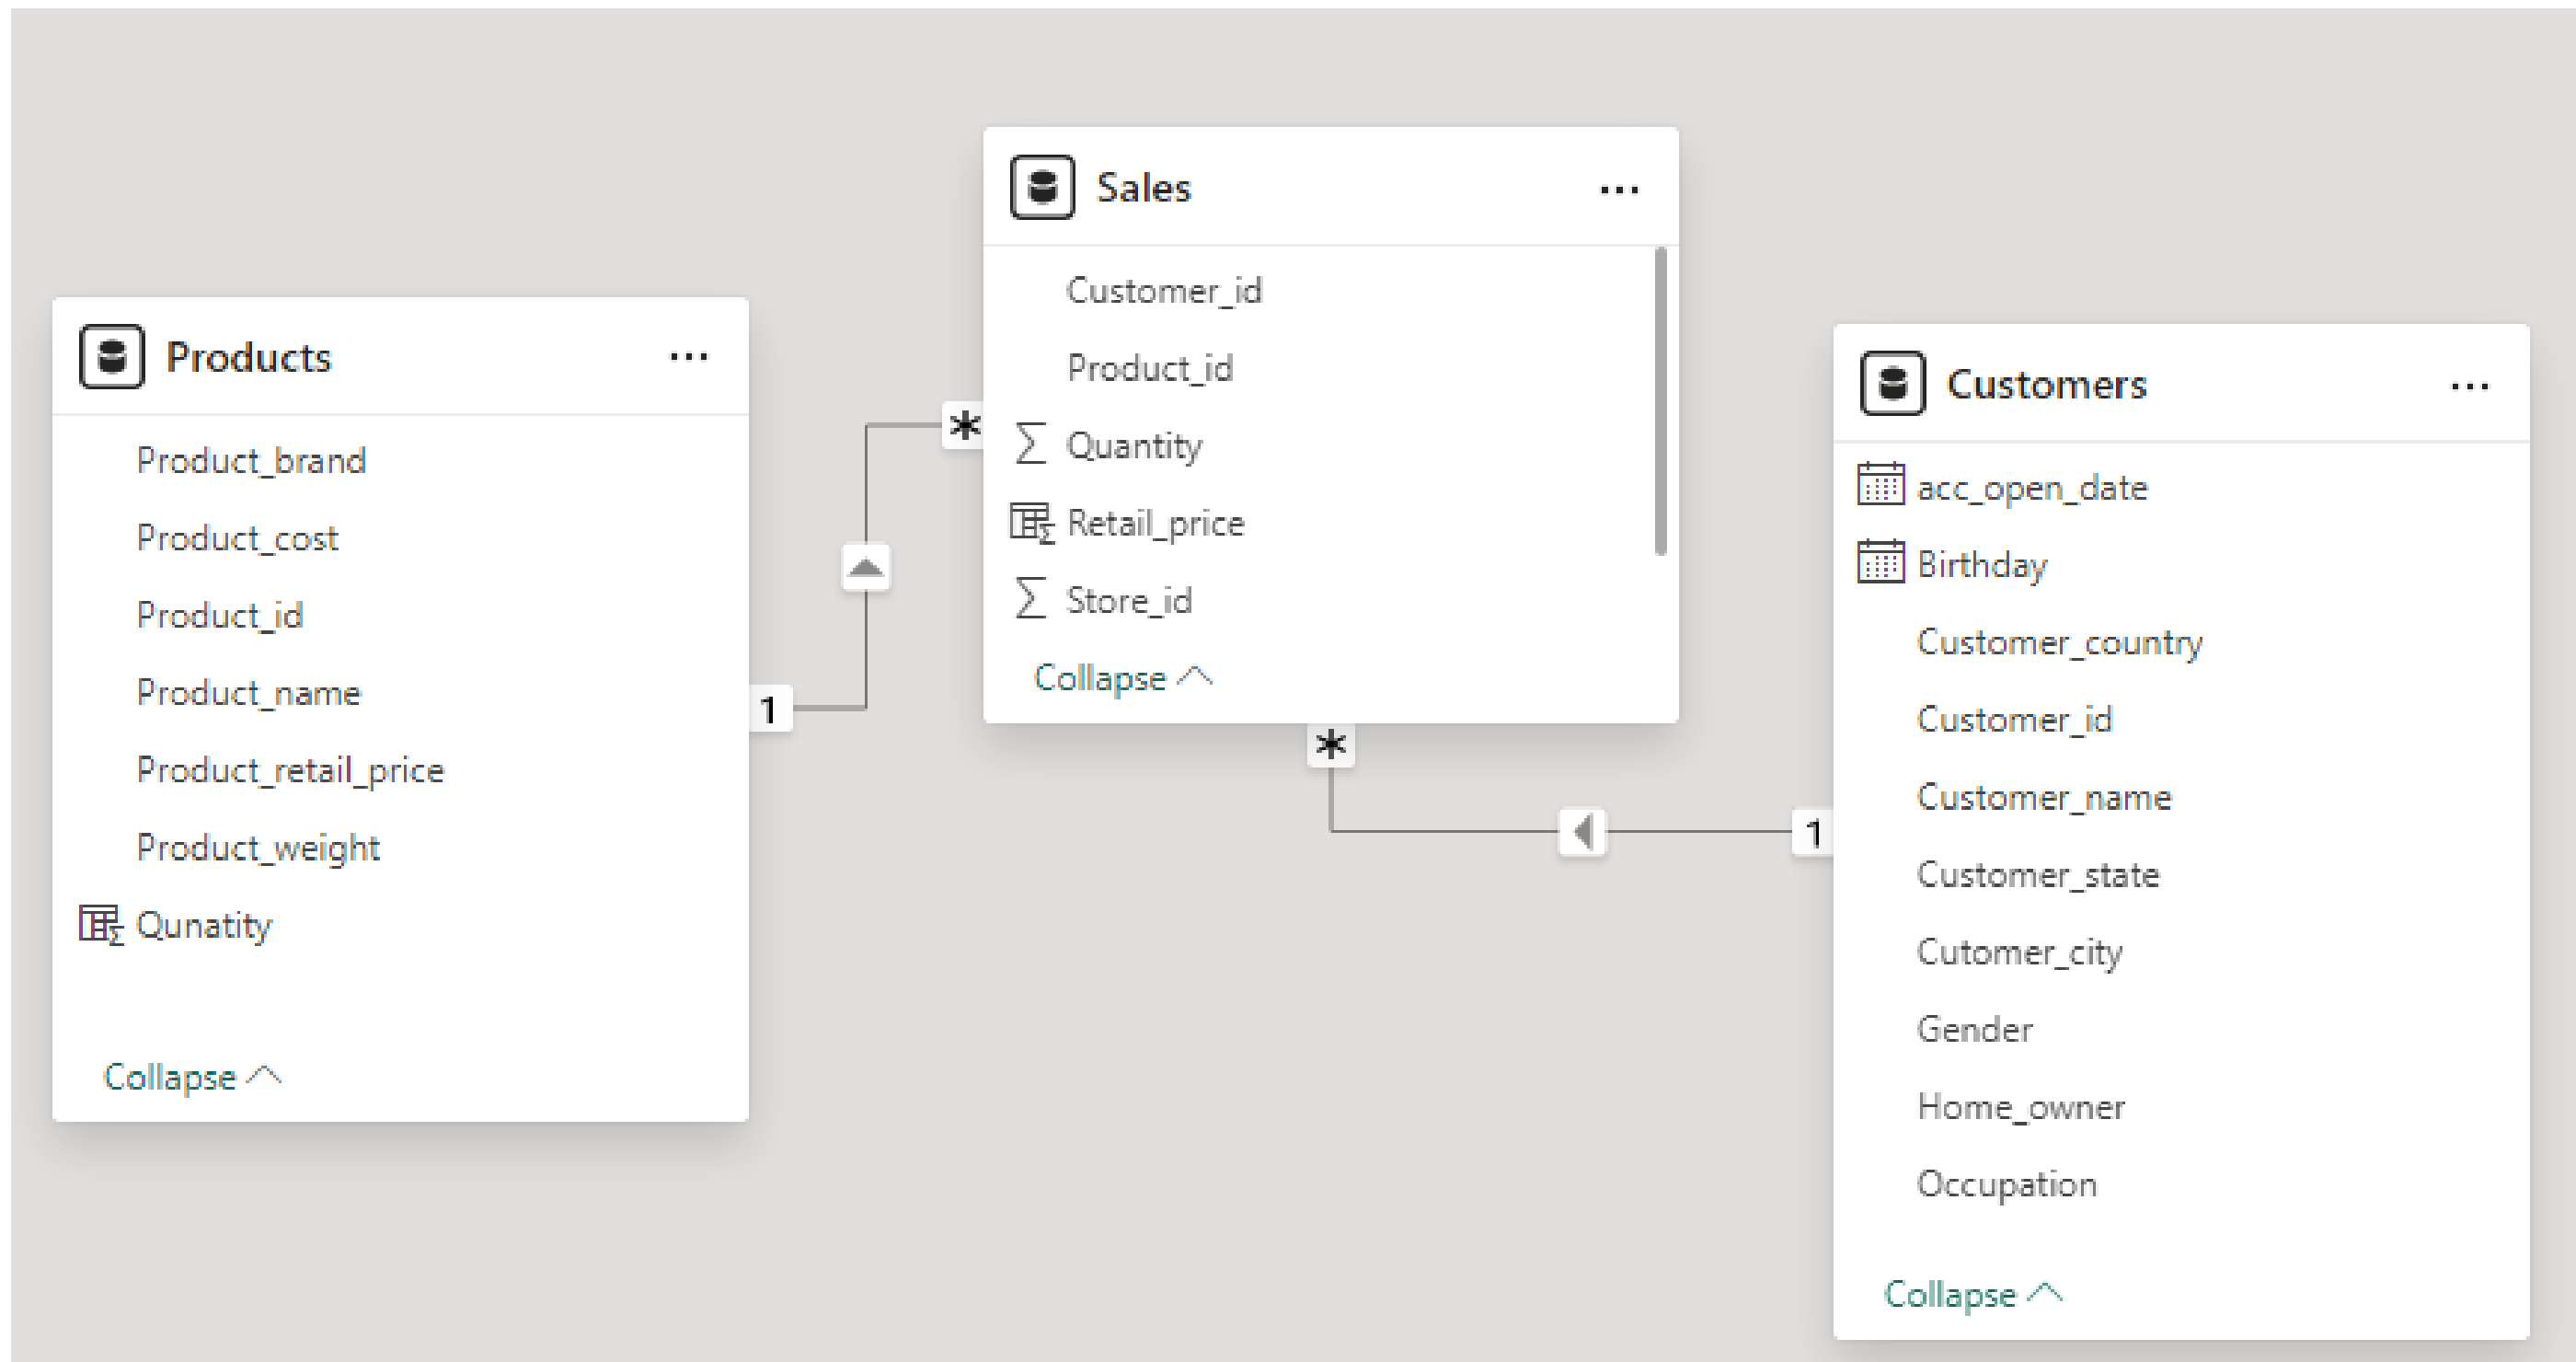 Products
Product_brand
Product_cost
Product_id
Product_name
Product_retail_price
Product_weight
Qunatity
Collapse
1
*
Sales
Customer_id
Product_id
Quantity
Retail_price
Store_id
Collapse
*
1
Customers
acc_open_date
Birthday
Customer_country
Customer_id
Customer_name
Customer_state
Cutomer_city
Gender
Home_owner
Occupation
Collapse